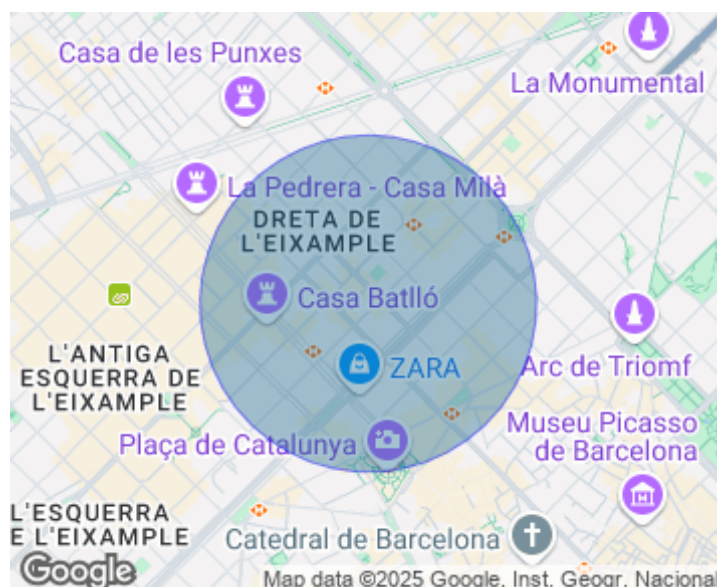 Casa de les Punxes
La Monumental
La Pedrera - Casa Milà
DRETA DE
L'EIXAMPLE
Casa Batlló
L'ANTIGA
ESQUERRA DE
L'EIXAMPLE
ZARA
Arc de Triomf
Plaça de Catalunya
Museu Picasso
de Barcelona
L'ESQUERRA
E L'EIXAMPLE
Catedral de Barcelona
Google
Map data ©2025 Google, Inst. Geogr. Nacional